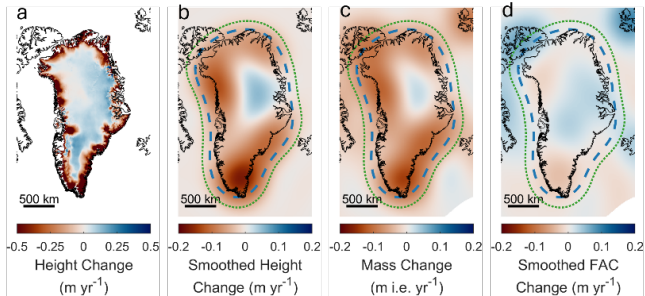 a
b
c
d
500 km
500 km
500 km
500 km
-0.5 -0.25 0 0.25 0.5
-0.2 -0.1 0 0.1 0.2
-0.2 -0.1 0 0.1 0.2
-0.2 -0.1 0 0.1 0.2
Height Change
(m yr-1)
Smoothed Height
Change (m yr-1)
Mass Change
(m i.e. yr-1)
Smoothed FAC
Change (m yr-1)